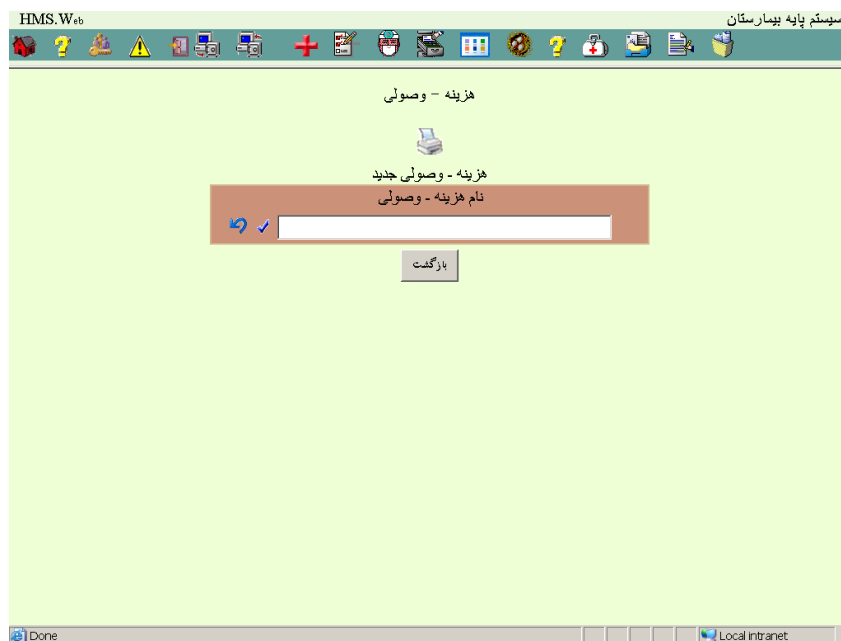 HMS.Web
سیستم پایه بیمارستان
هزینه - وصولی
هزینه - وصولی جدید
نام هزینه - وصولی
بازگشت
Done
Local intranet